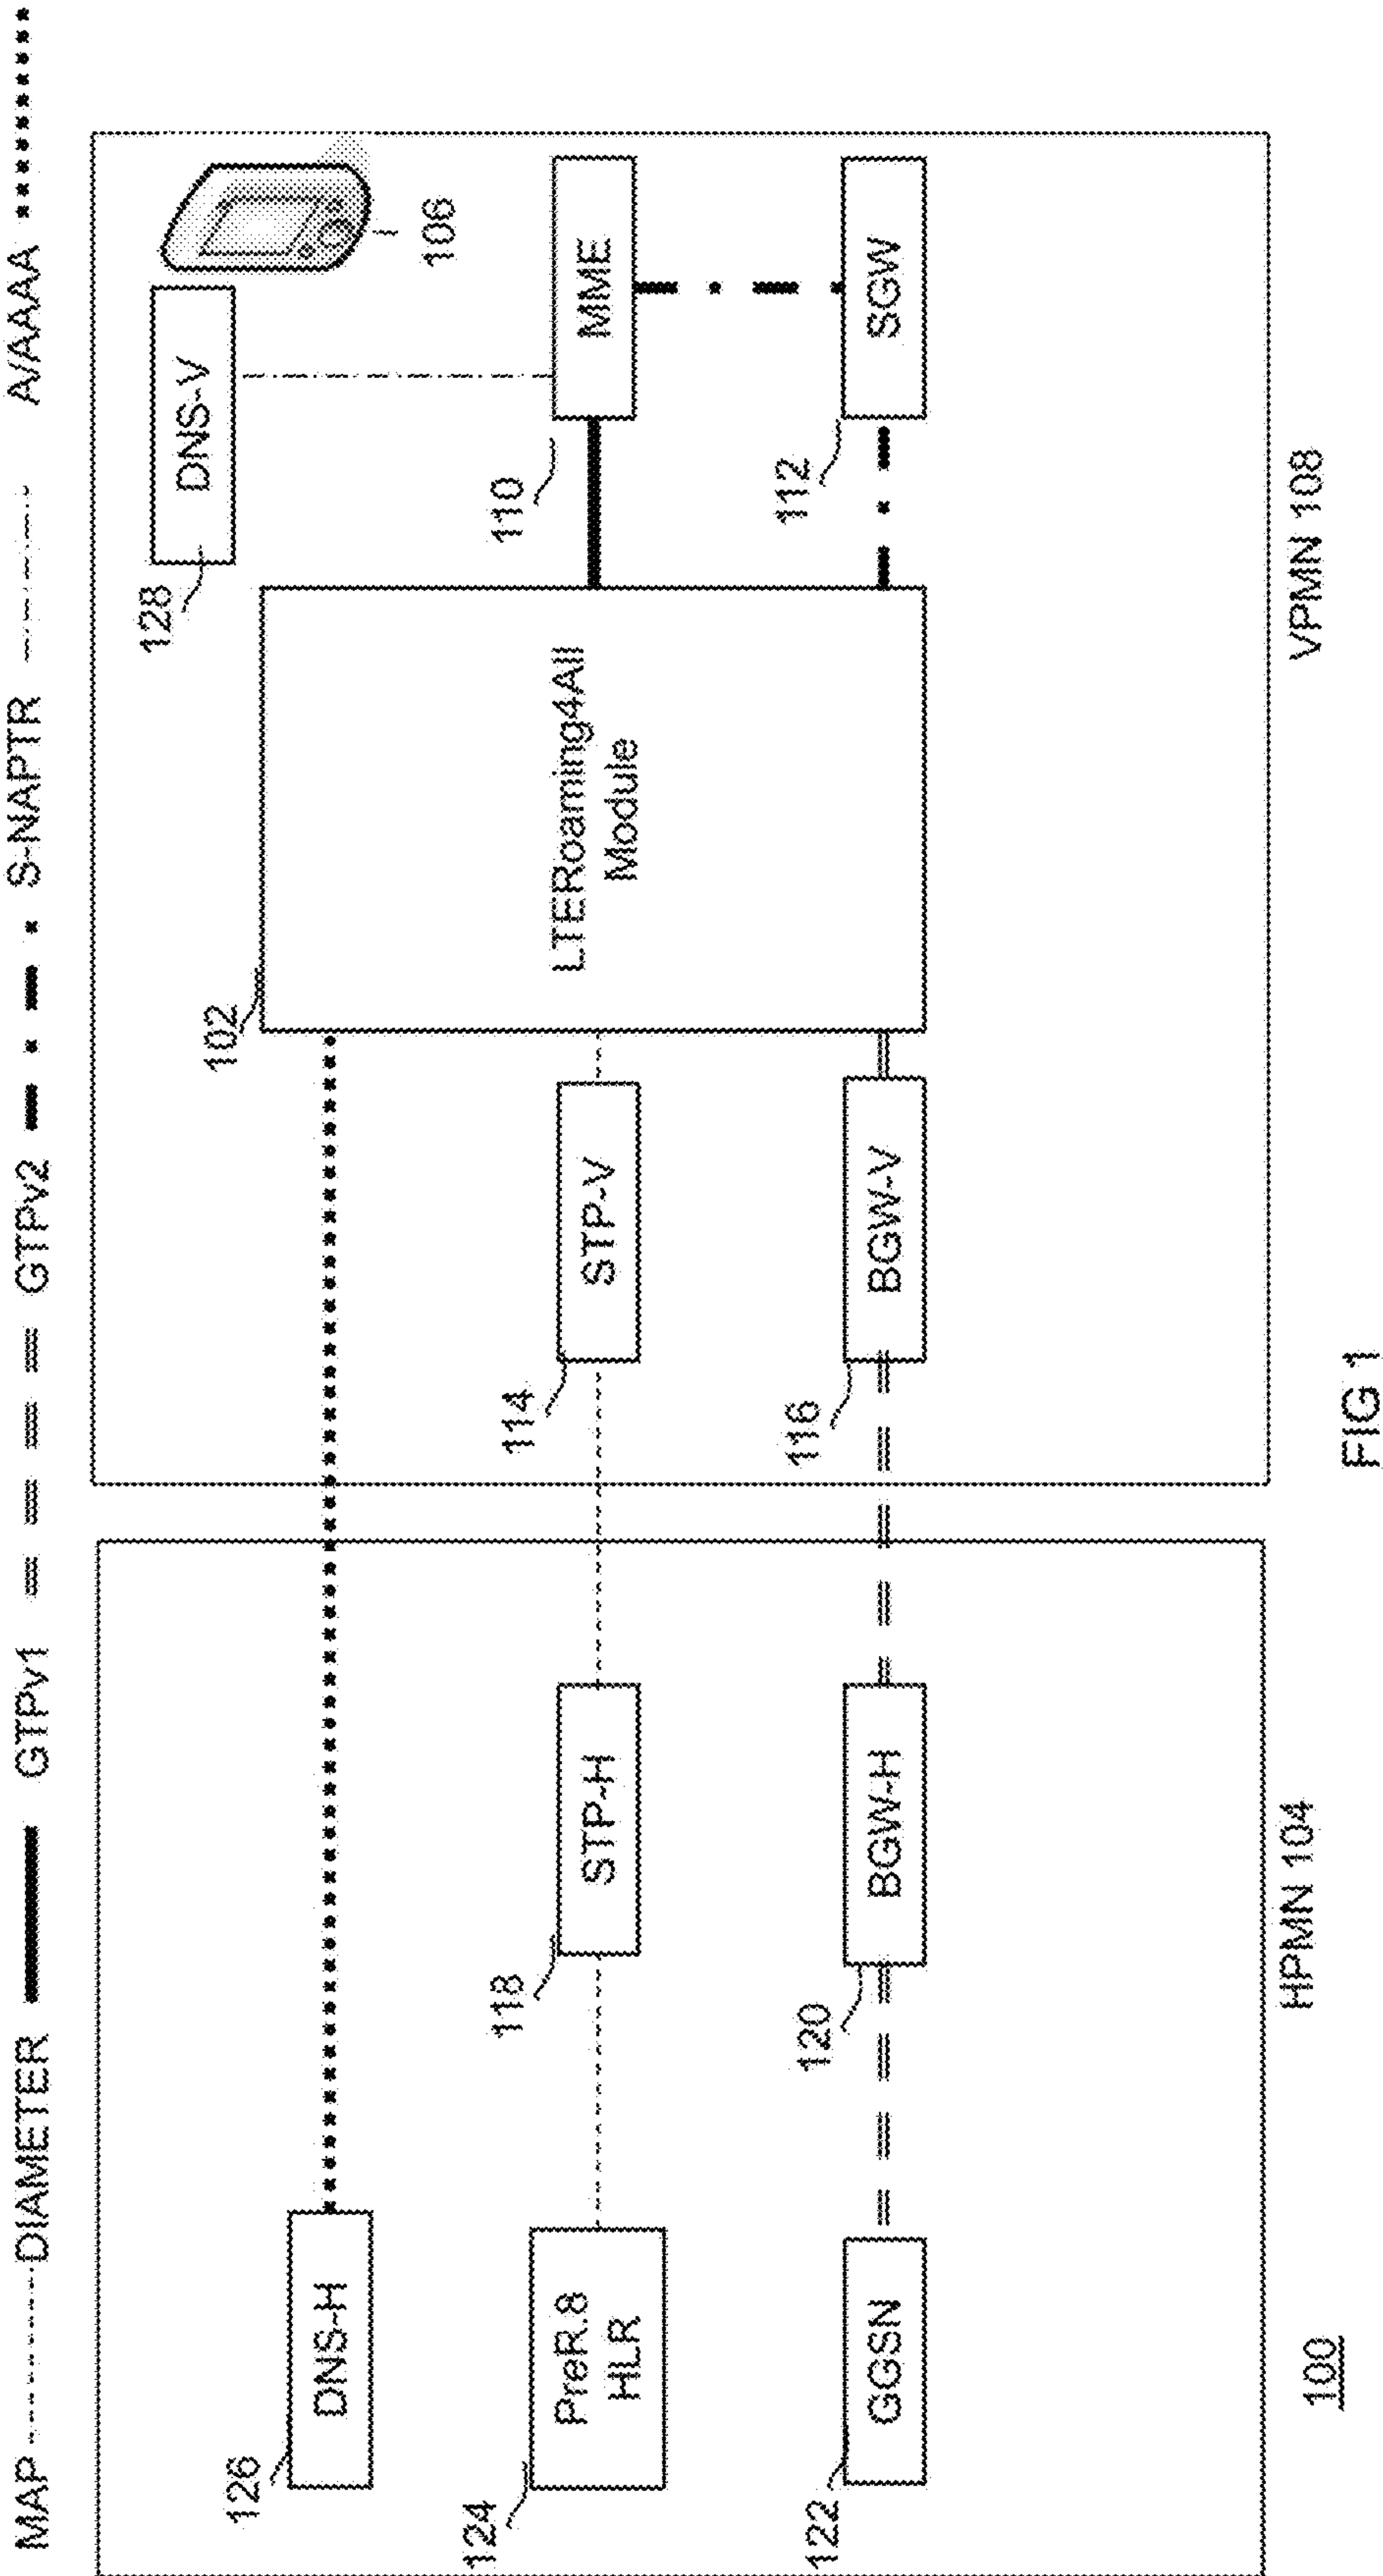 MAP DIAMETER GTPv1 GTPv2 S-NAPTR A/AAAA
126
DNS-H
128
DNS-V
106
102
LTERoaming4All
Module
124
PreR.8
HLR
118
STP-H
114
STP-V
110
MME
122
GGSN
120
BGW-H
116
BGW-V
112
SGW
HPMN 104
VPMN 108
100
FIG 1